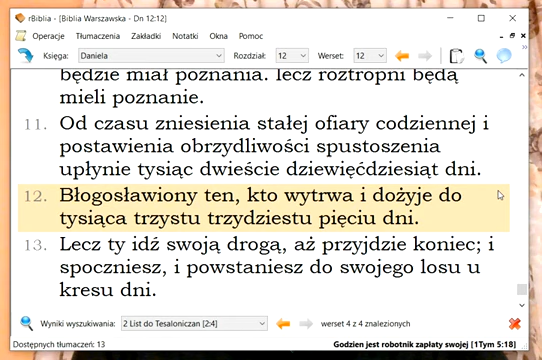 rBiblia - [Biblia Warszawska - Dn 12:12]
Operacje Tłumaczenia Zakładki Notatki Okna Pomoc
Księga: Daniela Rozdział: 12 Werset: 12
będzie miał poznania. lecz roztropni będą
mieli poznanie.
11. Od czasu zniesienia stałej ofiary codziennej i
postawienia obrzydliwości spustoszenia
upłynie tysiąc dwieście dziewięćdziesiąt dni.
12. Błogosławiony ten, kto wytrwa i dożyje do
tysiąca trzystu trzydziestu pięciu dni.
13. Lecz ty idź swoją drogą, aż przyjdzie koniec; i
spoczniesz, i powstaniesz do swojego losu u
kresu dni.
Wyniki wyszukiwania: 2 List do Tesaloniczan [2:4] werset 4 z 4 znalezionych
Dostępnych tłumaczeń: 13 Godzien jest robotnik zapłaty swojej [1Tym 5:18]